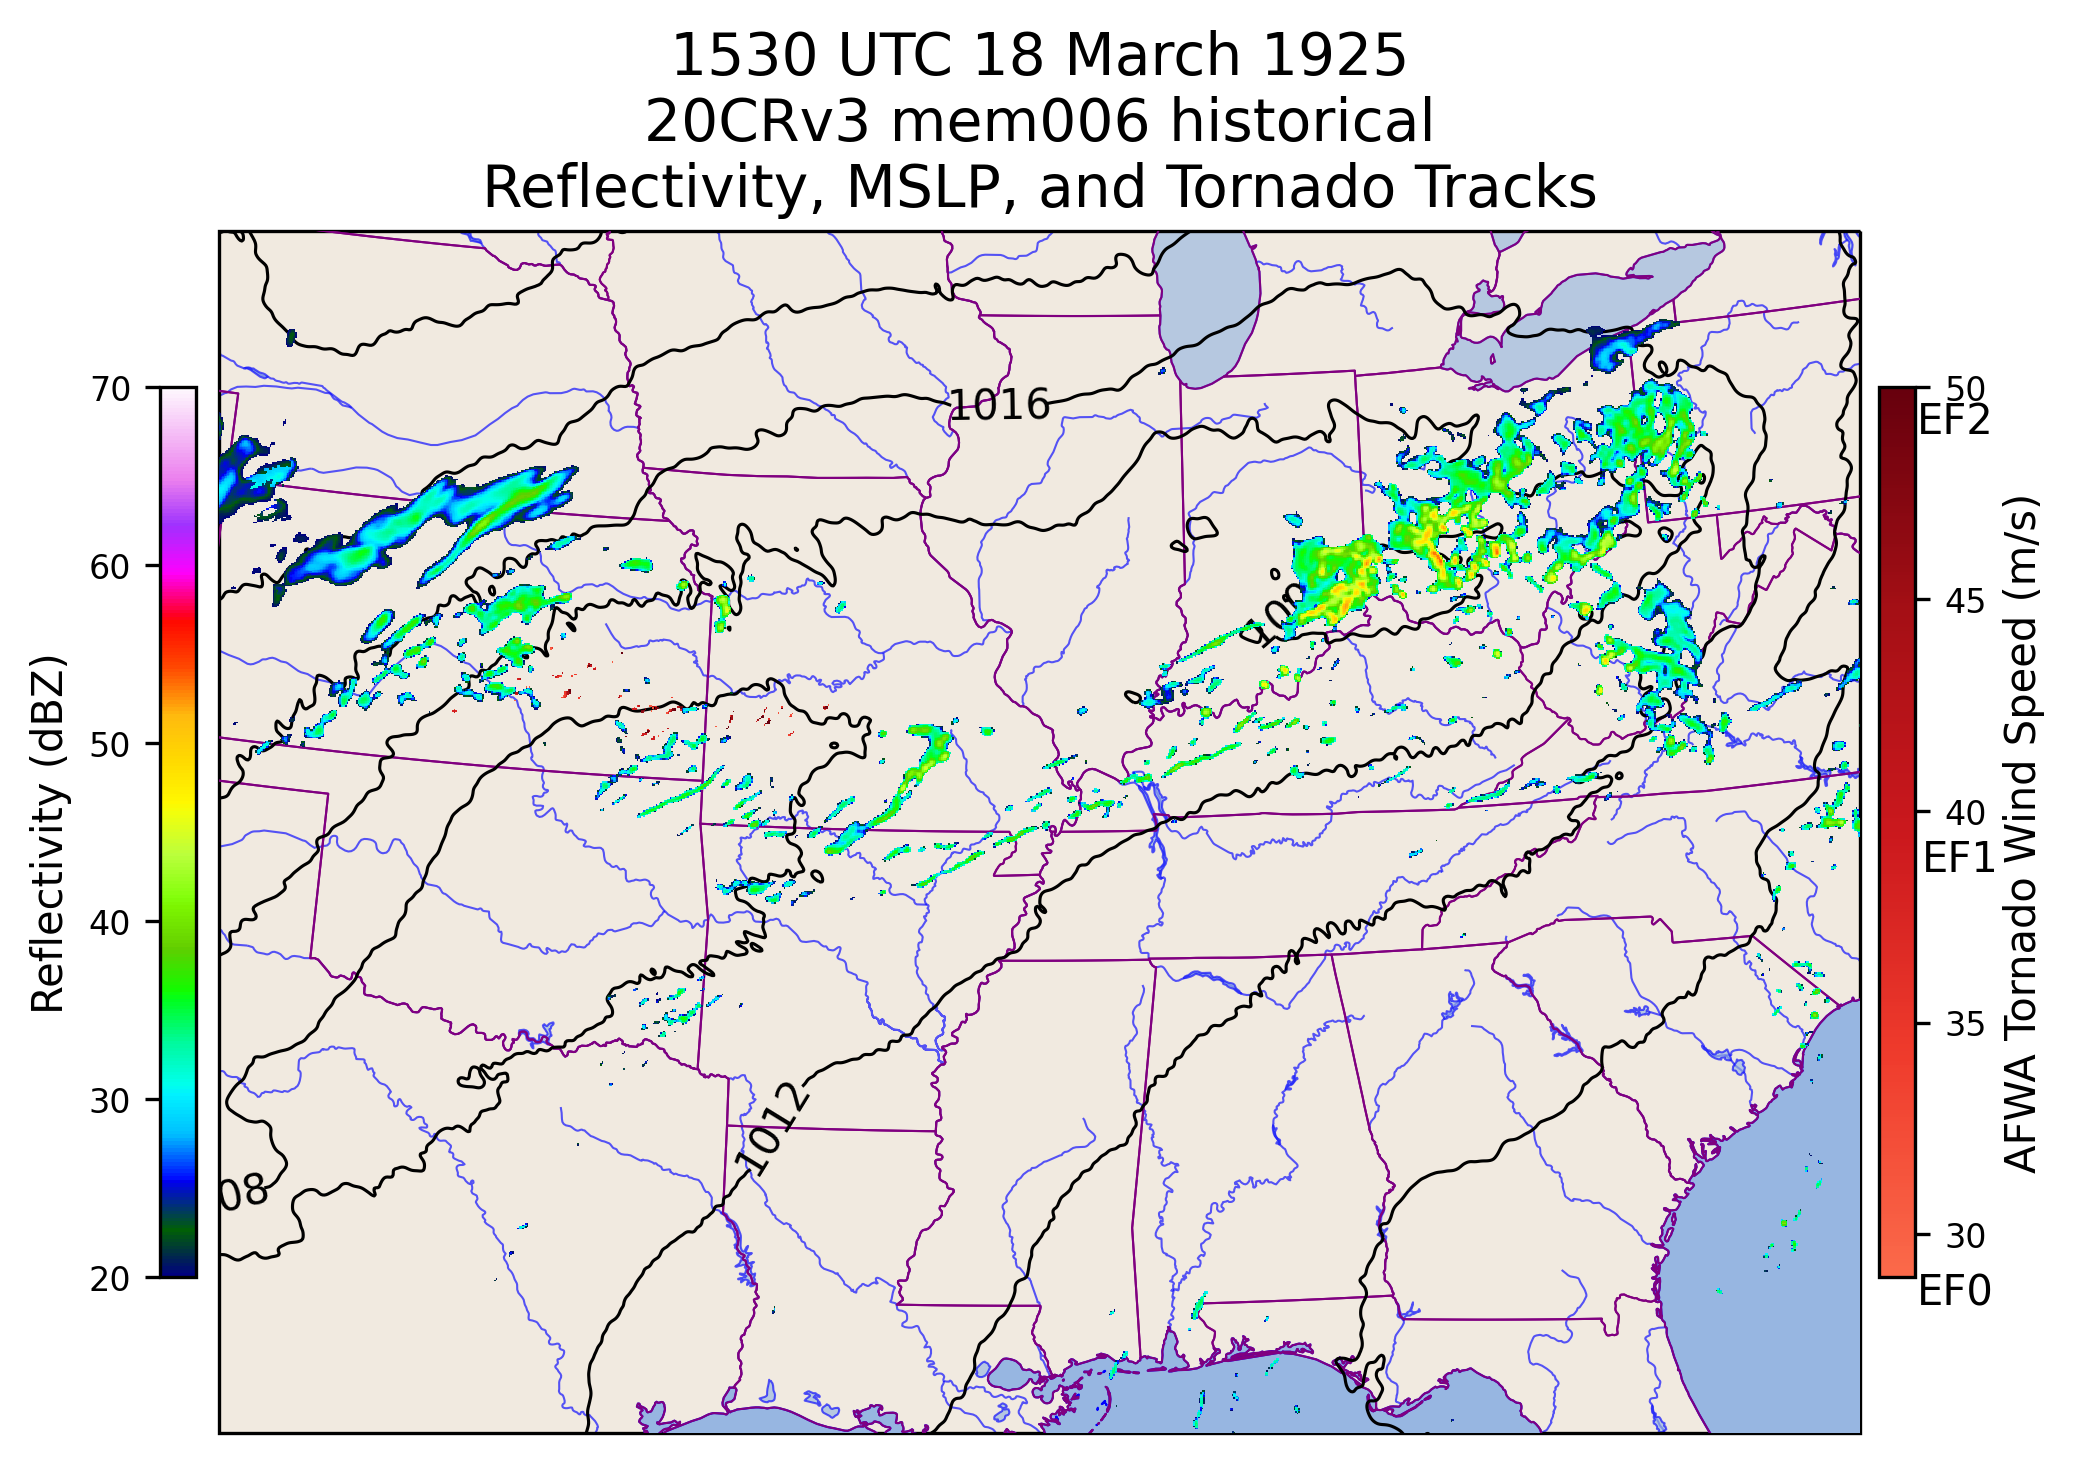 1530 UTC 18 March 1925
20CRv3 mem006 historical
Reflectivity, MSLP, and Tornado Tracks
Reflectivity (dBZ)
70
60
50
40
30
20
1016
1012
08
50
EF2
45
40
EF1
35
30
EF0
AFWA Tornado Wind Speed (m/s)